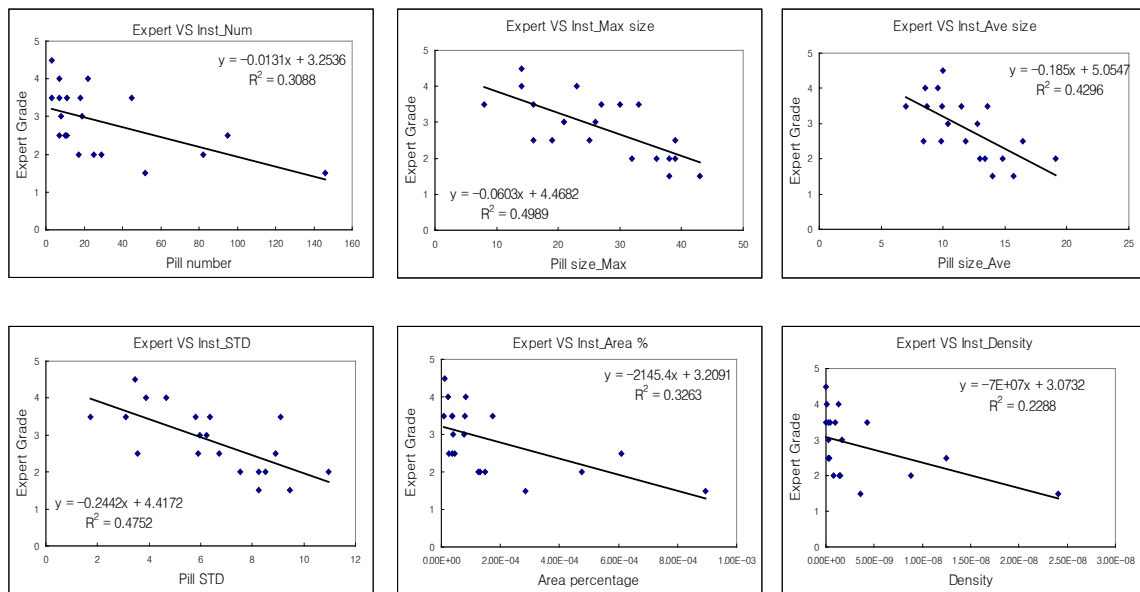 Expert VS Inst_Num
y = −0.0131x + 3.2536
R² = 0.3088
Expert Grade
5
4
3
2
1
0
0 20 40 60 80 100 120 140 160
Pill number
Expert VS Inst_Max size
y = −0.0603x + 4.4682
R² = 0.4989
Expert Grade
5
4
3
2
1
0
0 10 20 30 40 50
Pill size_Max
Expert VS Inst_Ave size
y = −0.185x + 5.0547
R² = 0.4296
Expert Grade
5
4
3
2
1
0
0 5 10 15 20 25
Pill size_Ave
Expert VS Inst_STD
y = −0.2442x + 4.4172
R² = 0.4752
Expert Grade
5
4
3
2
1
0
0 2 4 6 8 10 12
Pill STD
Expert VS Inst_Area %
y = −2145.4x + 3.2091
R² = 0.3263
Expert Grade
5
4
3
2
1
0
0.00E+00 2.00E−04 4.00E−04 6.00E−04 8.00E−04 1.00E−03
Area percentage
Expert VS Inst_Density
y = −7E+07x + 3.0732
R² = 0.2288
Expert Grade
5
4
3
2
1
0
0.00E+00 5.00E−09 1.00E−08 1.50E−08 2.00E−08 2.50E−08 3.00E−08
Density